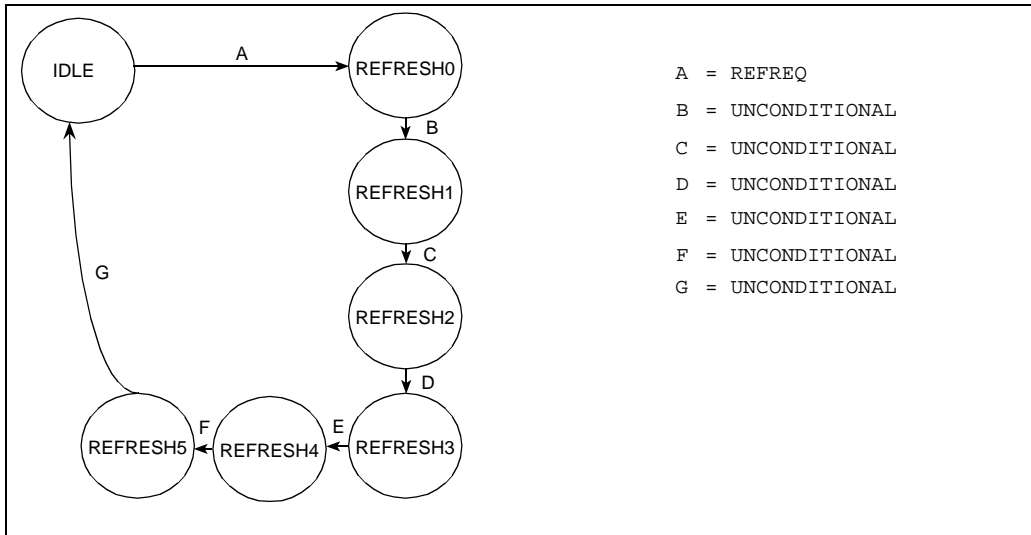 IDLE
A
REFRESH0
B
REFRESH1
C
REFRESH2
D
REFRESH3
E
REFRESH4
F
REFRESH5
G
A = REFREQ
B = UNCONDITIONAL
C = UNCONDITIONAL
D = UNCONDITIONAL
E = UNCONDITIONAL
F = UNCONDITIONAL
G = UNCONDITIONAL